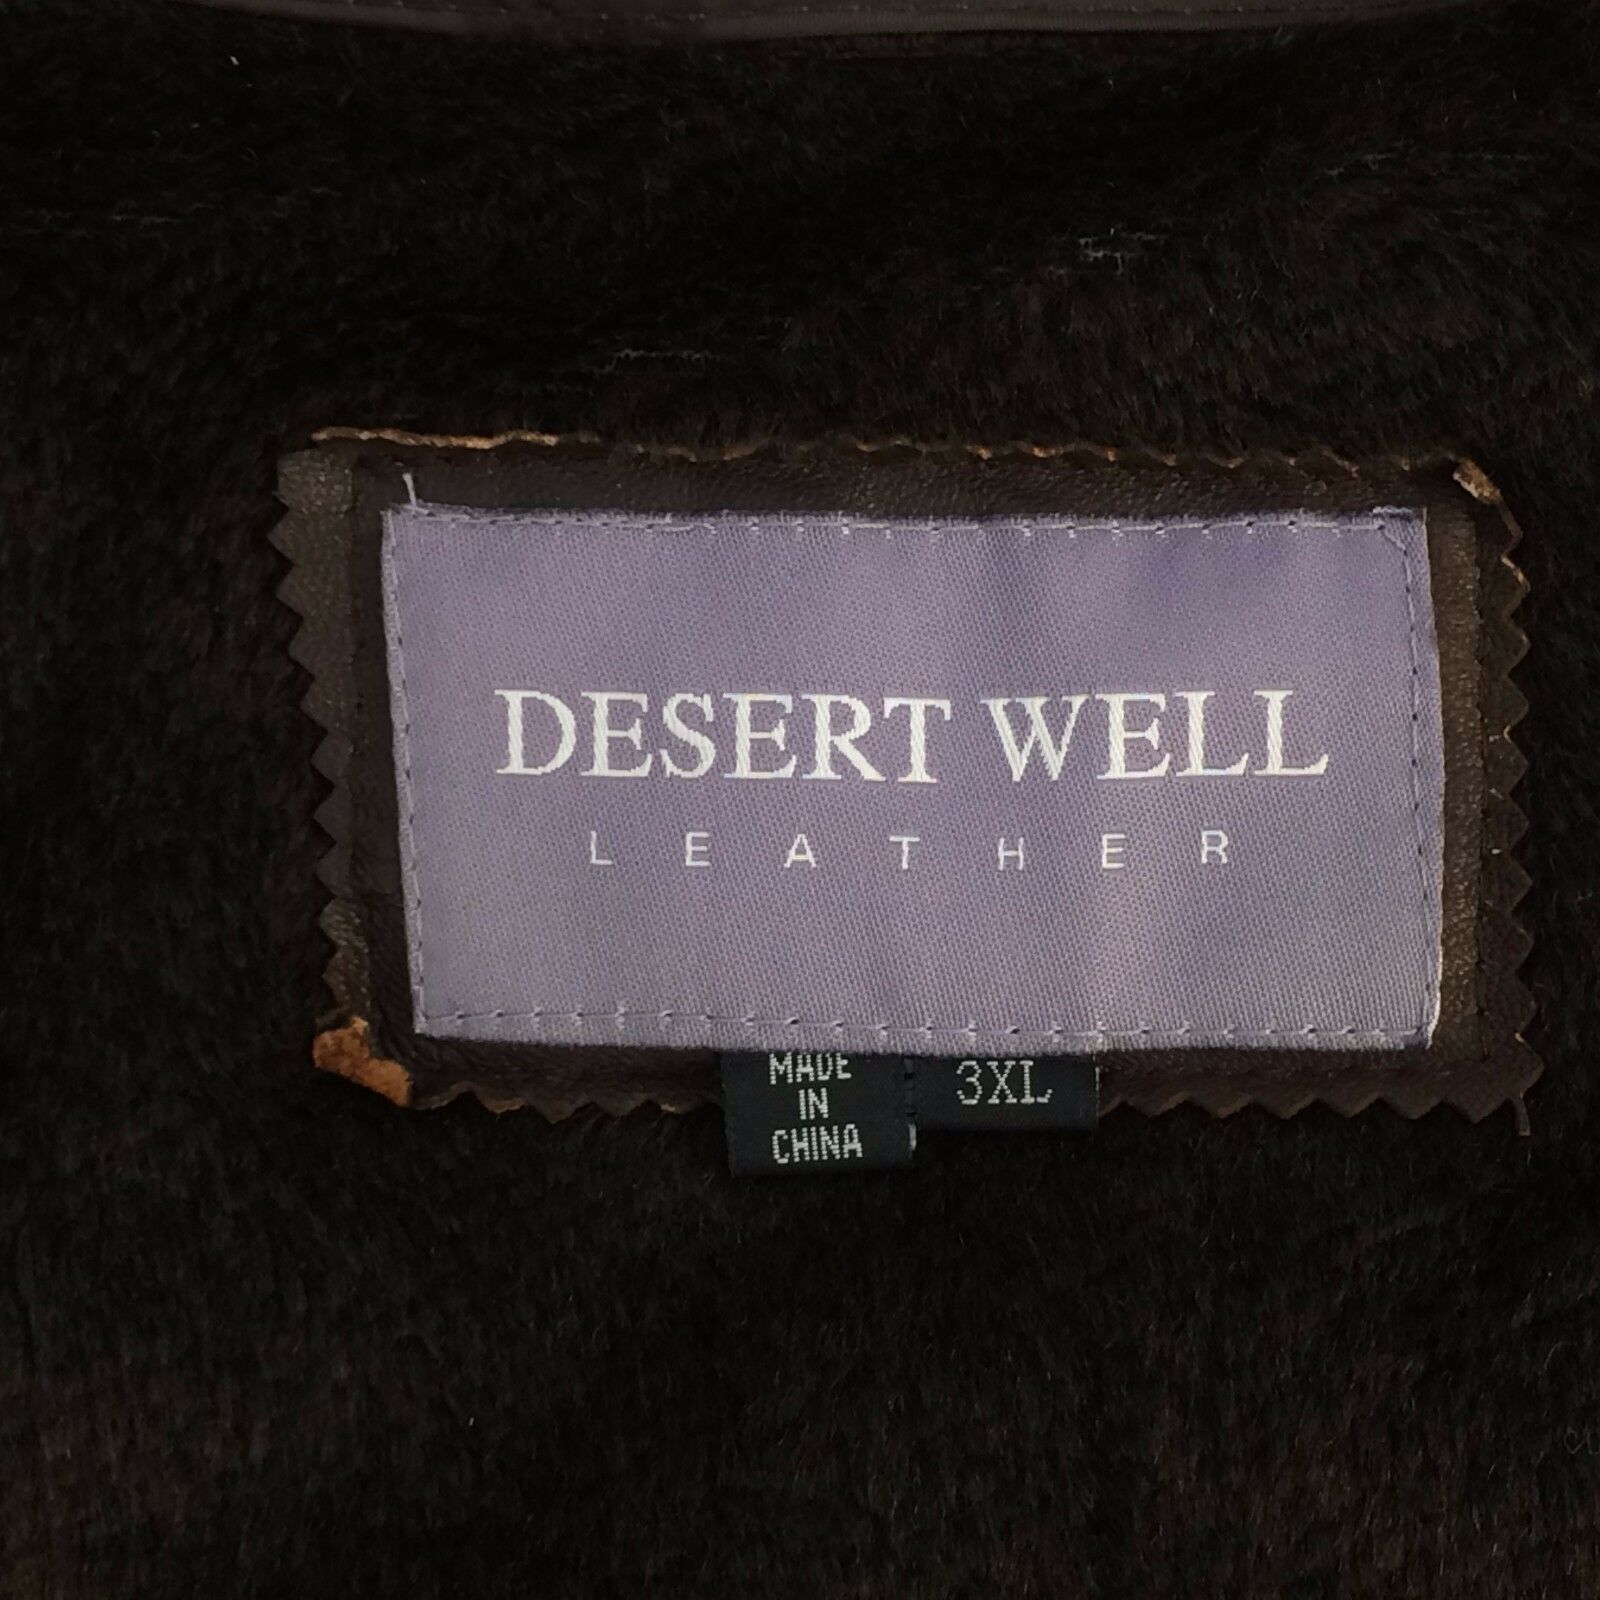 DESERT WELL
LEATHER
MADE
IN
CHINA
3XL